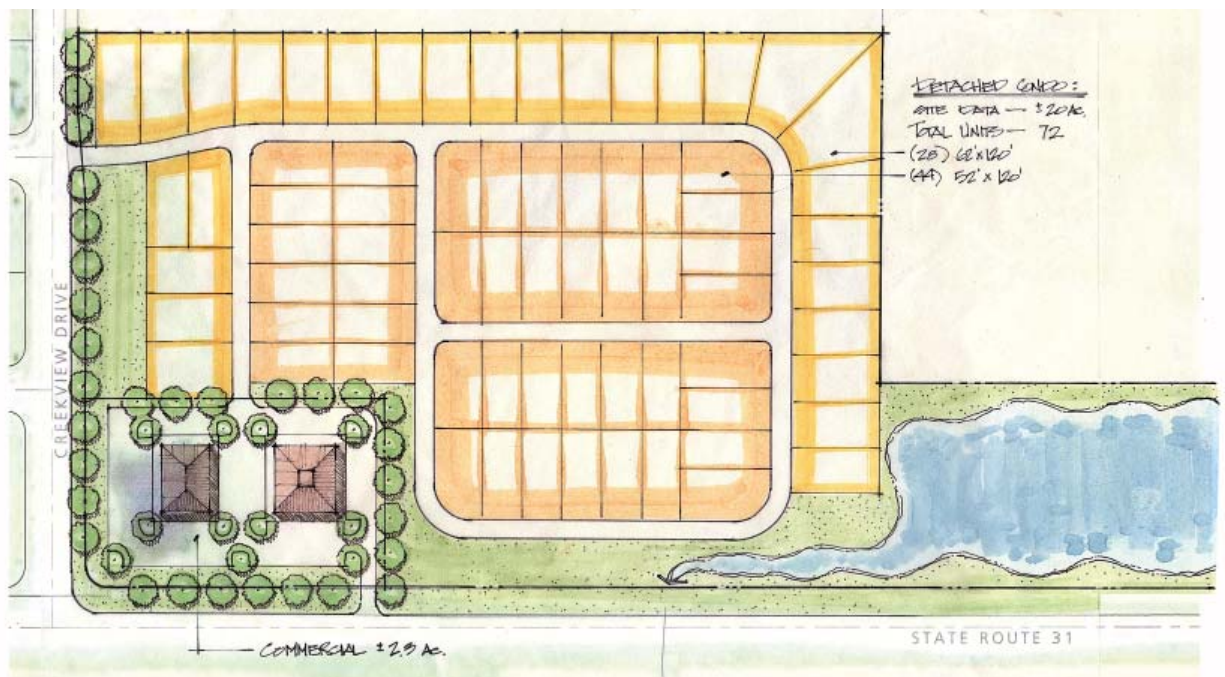 DETACHED CONDO:
SITE DATA — ±20 AC.
TOTAL UNITS — 72
(28) 62'x120'
(44) 52'x120'
CREEKVIEW DRIVE
STATE ROUTE 31
COMMERCIAL ±2.3 AC.